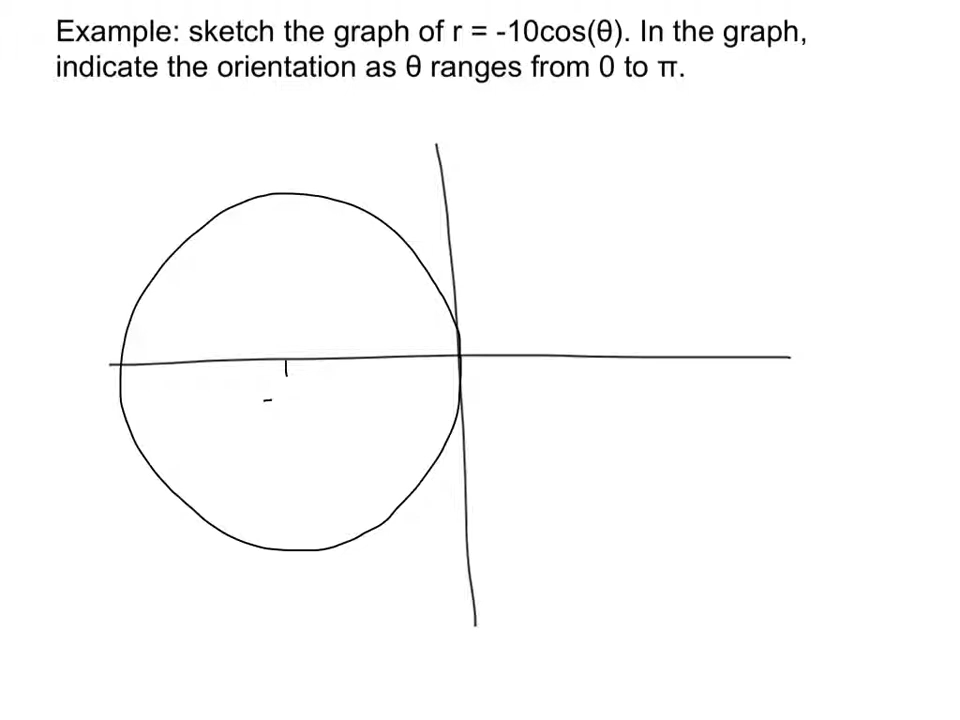 Example: sketch the graph of r = -10cos(θ). In the graph,
indicate the orientation as θ ranges from 0 to π.
-